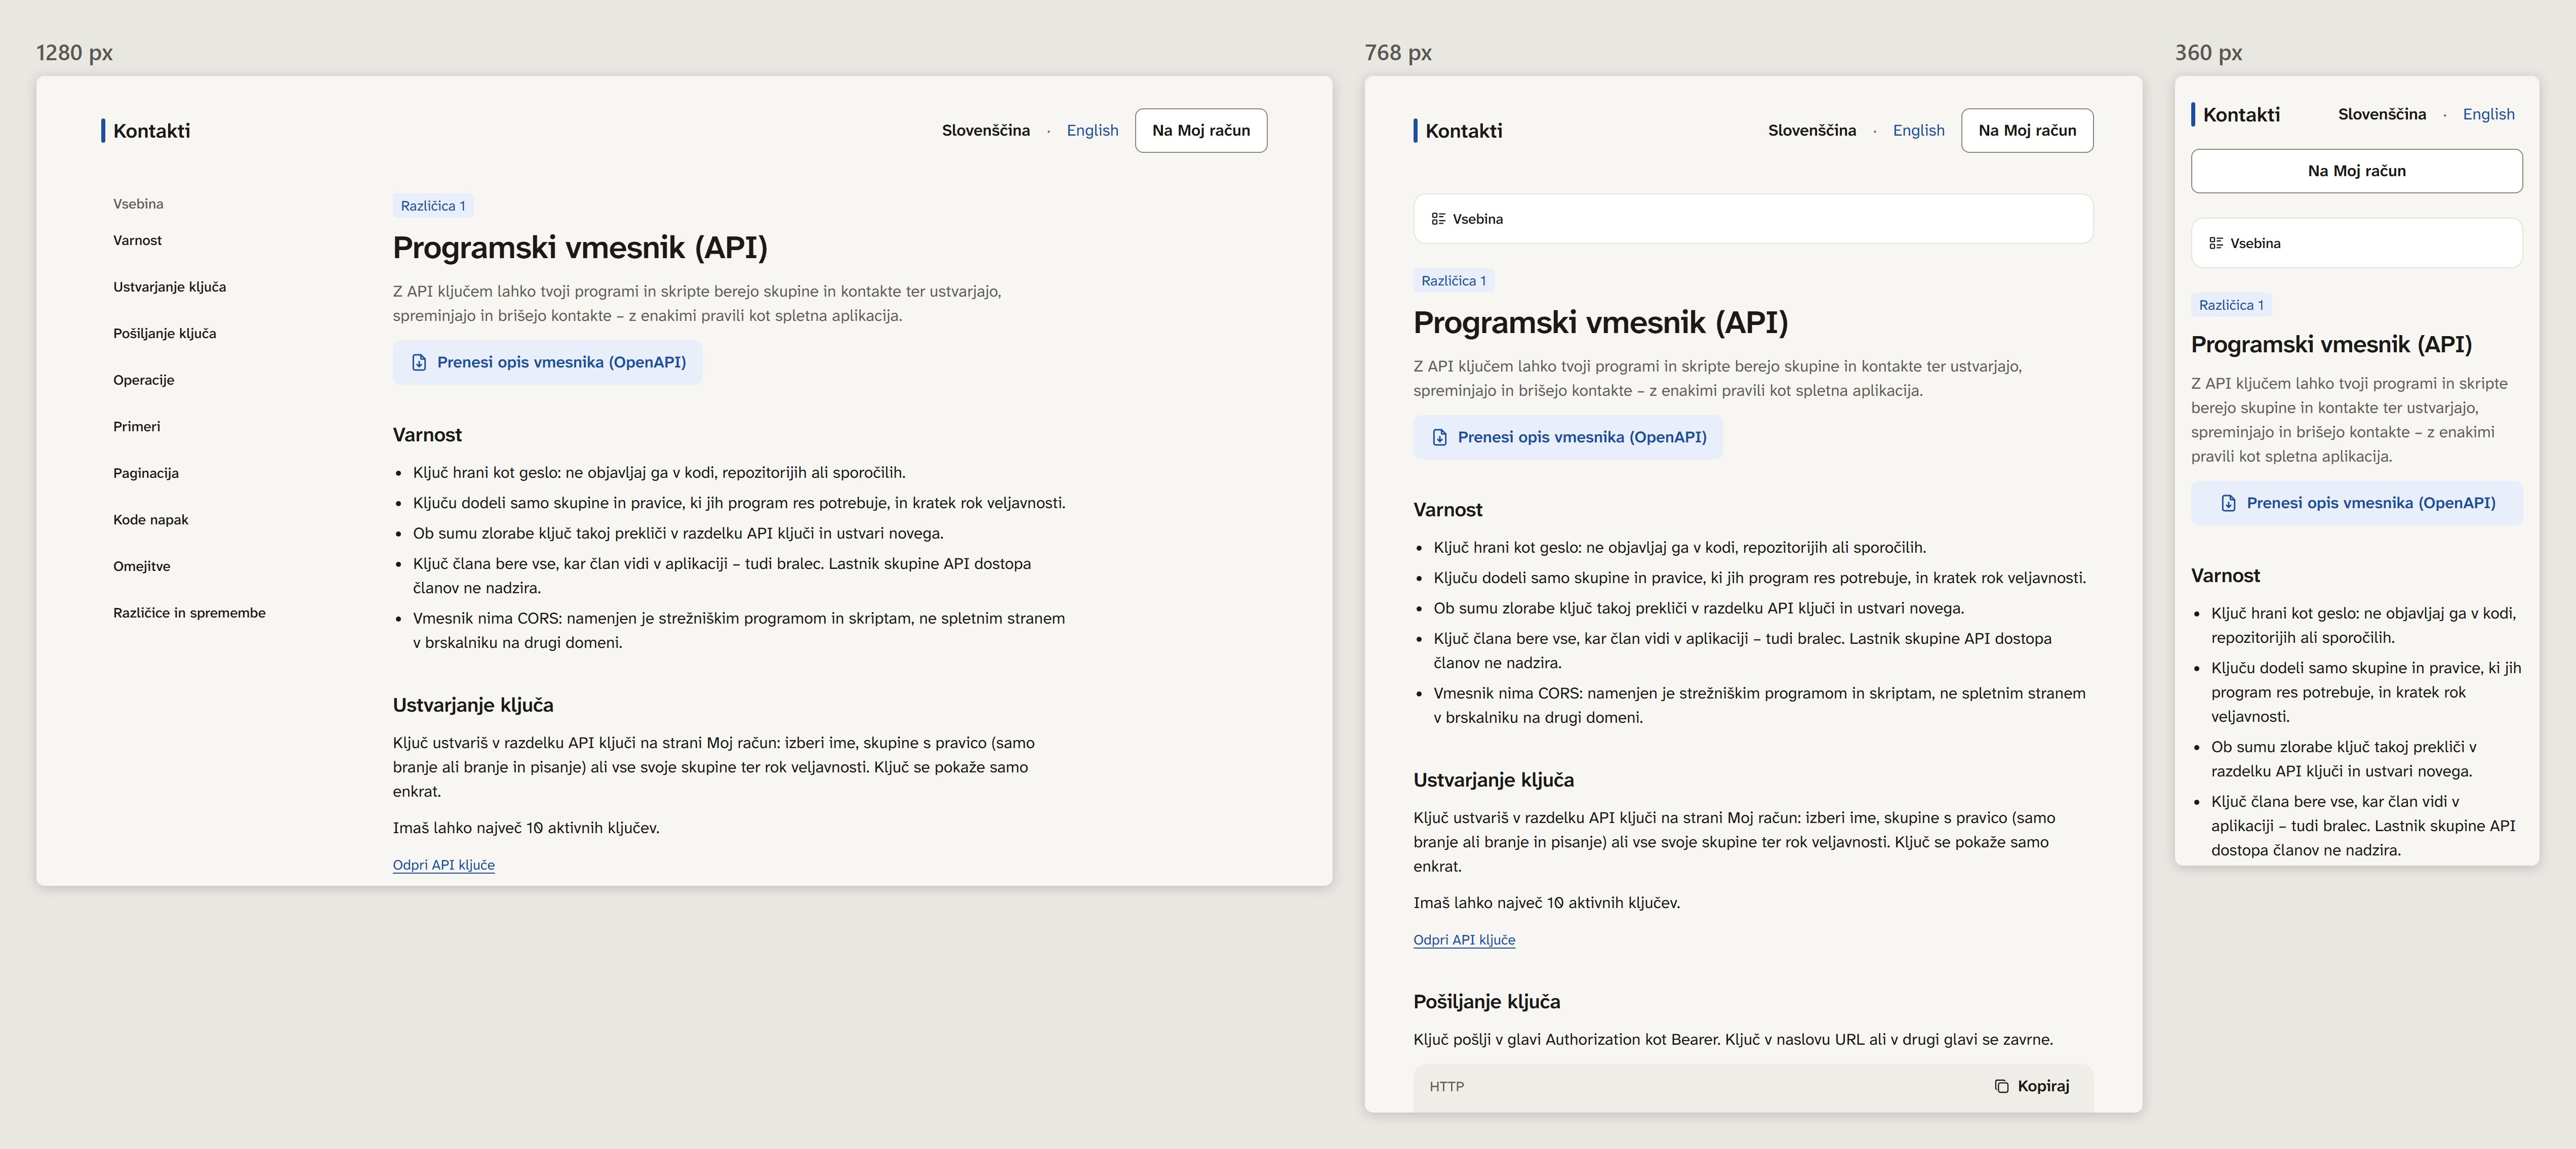 1280 px
Kontakti
Slovenščina · English
Na Moj račun
Vsebina
Varnost
Ustvarjanje ključa
Pošiljanje ključa
Operacije
Primeri
Paginacija
Kode napak
Omejitve
Različice in spremembe
Različica 1
Programski vmesnik (API)
Z API ključem lahko tvoji programi in skripte berejo skupine in kontakte ter ustvarjajo,
spreminjajo in brišejo kontakte – z enakimi pravili kot spletna aplikacija.
Prenesi opis vmesnika (OpenAPI)
Varnost
• Ključ hrani kot geslo: ne objavljaj ga v kodi, repozitorijih ali sporočilih.
• Ključu dodeli samo skupine in pravice, ki jih program res potrebuje, in kratek rok veljavnosti.
• Ob sumu zlorabe ključ takoj prekliči v razdelku API ključi in ustvari novega.
• Ključ člana bere vse, kar član vidi v aplikaciji – tudi bralec. Lastnik skupine API dostopa
članov ne nadzira.
• Vmesnik nima CORS: namenjen je strežniškim programom in skriptam, ne spletnim stranem
v brskalniku na drugi domeni.
Ustvarjanje ključa
Ključ ustvariš v razdelku API ključi na strani Moj račun: izberi ime, skupine s pravico (samo
branje ali branje in pisanje) ali vse svoje skupine ter rok veljavnosti. Ključ se pokaže samo
enkrat.
Imaš lahko največ 10 aktivnih ključev.
Odpri API ključe
768 px
Kontakti
Slovenščina · English
Na Moj račun
Vsebina
Različica 1
Programski vmesnik (API)
Z API ključem lahko tvoji programi in skripte berejo skupine in kontakte ter ustvarjajo,
spreminjajo in brišejo kontakte – z enakimi pravili kot spletna aplikacija.
Prenesi opis vmesnika (OpenAPI)
Varnost
• Ključ hrani kot geslo: ne objavljaj ga v kodi, repozitorijih ali sporočilih.
• Ključu dodeli samo skupine in pravice, ki jih program res potrebuje, in kratek rok veljavnosti.
• Ob sumu zlorabe ključ takoj prekliči v razdelku API ključi in ustvari novega.
• Ključ člana bere vse, kar član vidi v aplikaciji – tudi bralec. Lastnik skupine API dostopa
članov ne nadzira.
• Vmesnik nima CORS: namenjen je strežniškim programom in skriptam, ne spletnim stranem
v brskalniku na drugi domeni.
Ustvarjanje ključa
Ključ ustvariš v razdelku API ključi na strani Moj račun: izberi ime, skupine s pravico (samo
branje ali branje in pisanje) ali vse svoje skupine ter rok veljavnosti. Ključ se pokaže samo
enkrat.
Imaš lahko največ 10 aktivnih ključev.
Odpri API ključe
Pošiljanje ključa
Ključ pošlji v glavi Authorization kot Bearer. Ključ v naslovu URL ali v drugi glavi se zavrne.
HTTP
Kopiraj
360 px
Kontakti
Slovenščina · English
Na Moj račun
Vsebina
Različica 1
Programski vmesnik (API)
Z API ključem lahko tvoji programi in skripte
berejo skupine in kontakte ter ustvarjajo,
spreminjajo in brišejo kontakte – z enakimi
pravili kot spletna aplikacija.
Prenesi opis vmesnika (OpenAPI)
Varnost
• Ključ hrani kot geslo: ne objavljaj ga v kodi,
repozitorijih ali sporočilih.
• Ključu dodeli samo skupine in pravice, ki jih
program res potrebuje, in kratek rok
veljavnosti.
• Ob sumu zlorabe ključ takoj prekliči v
razdelku API ključi in ustvari novega.
• Ključ člana bere vse, kar član vidi v
aplikaciji – tudi bralec. Lastnik skupine API
dostopa članov ne nadzira.